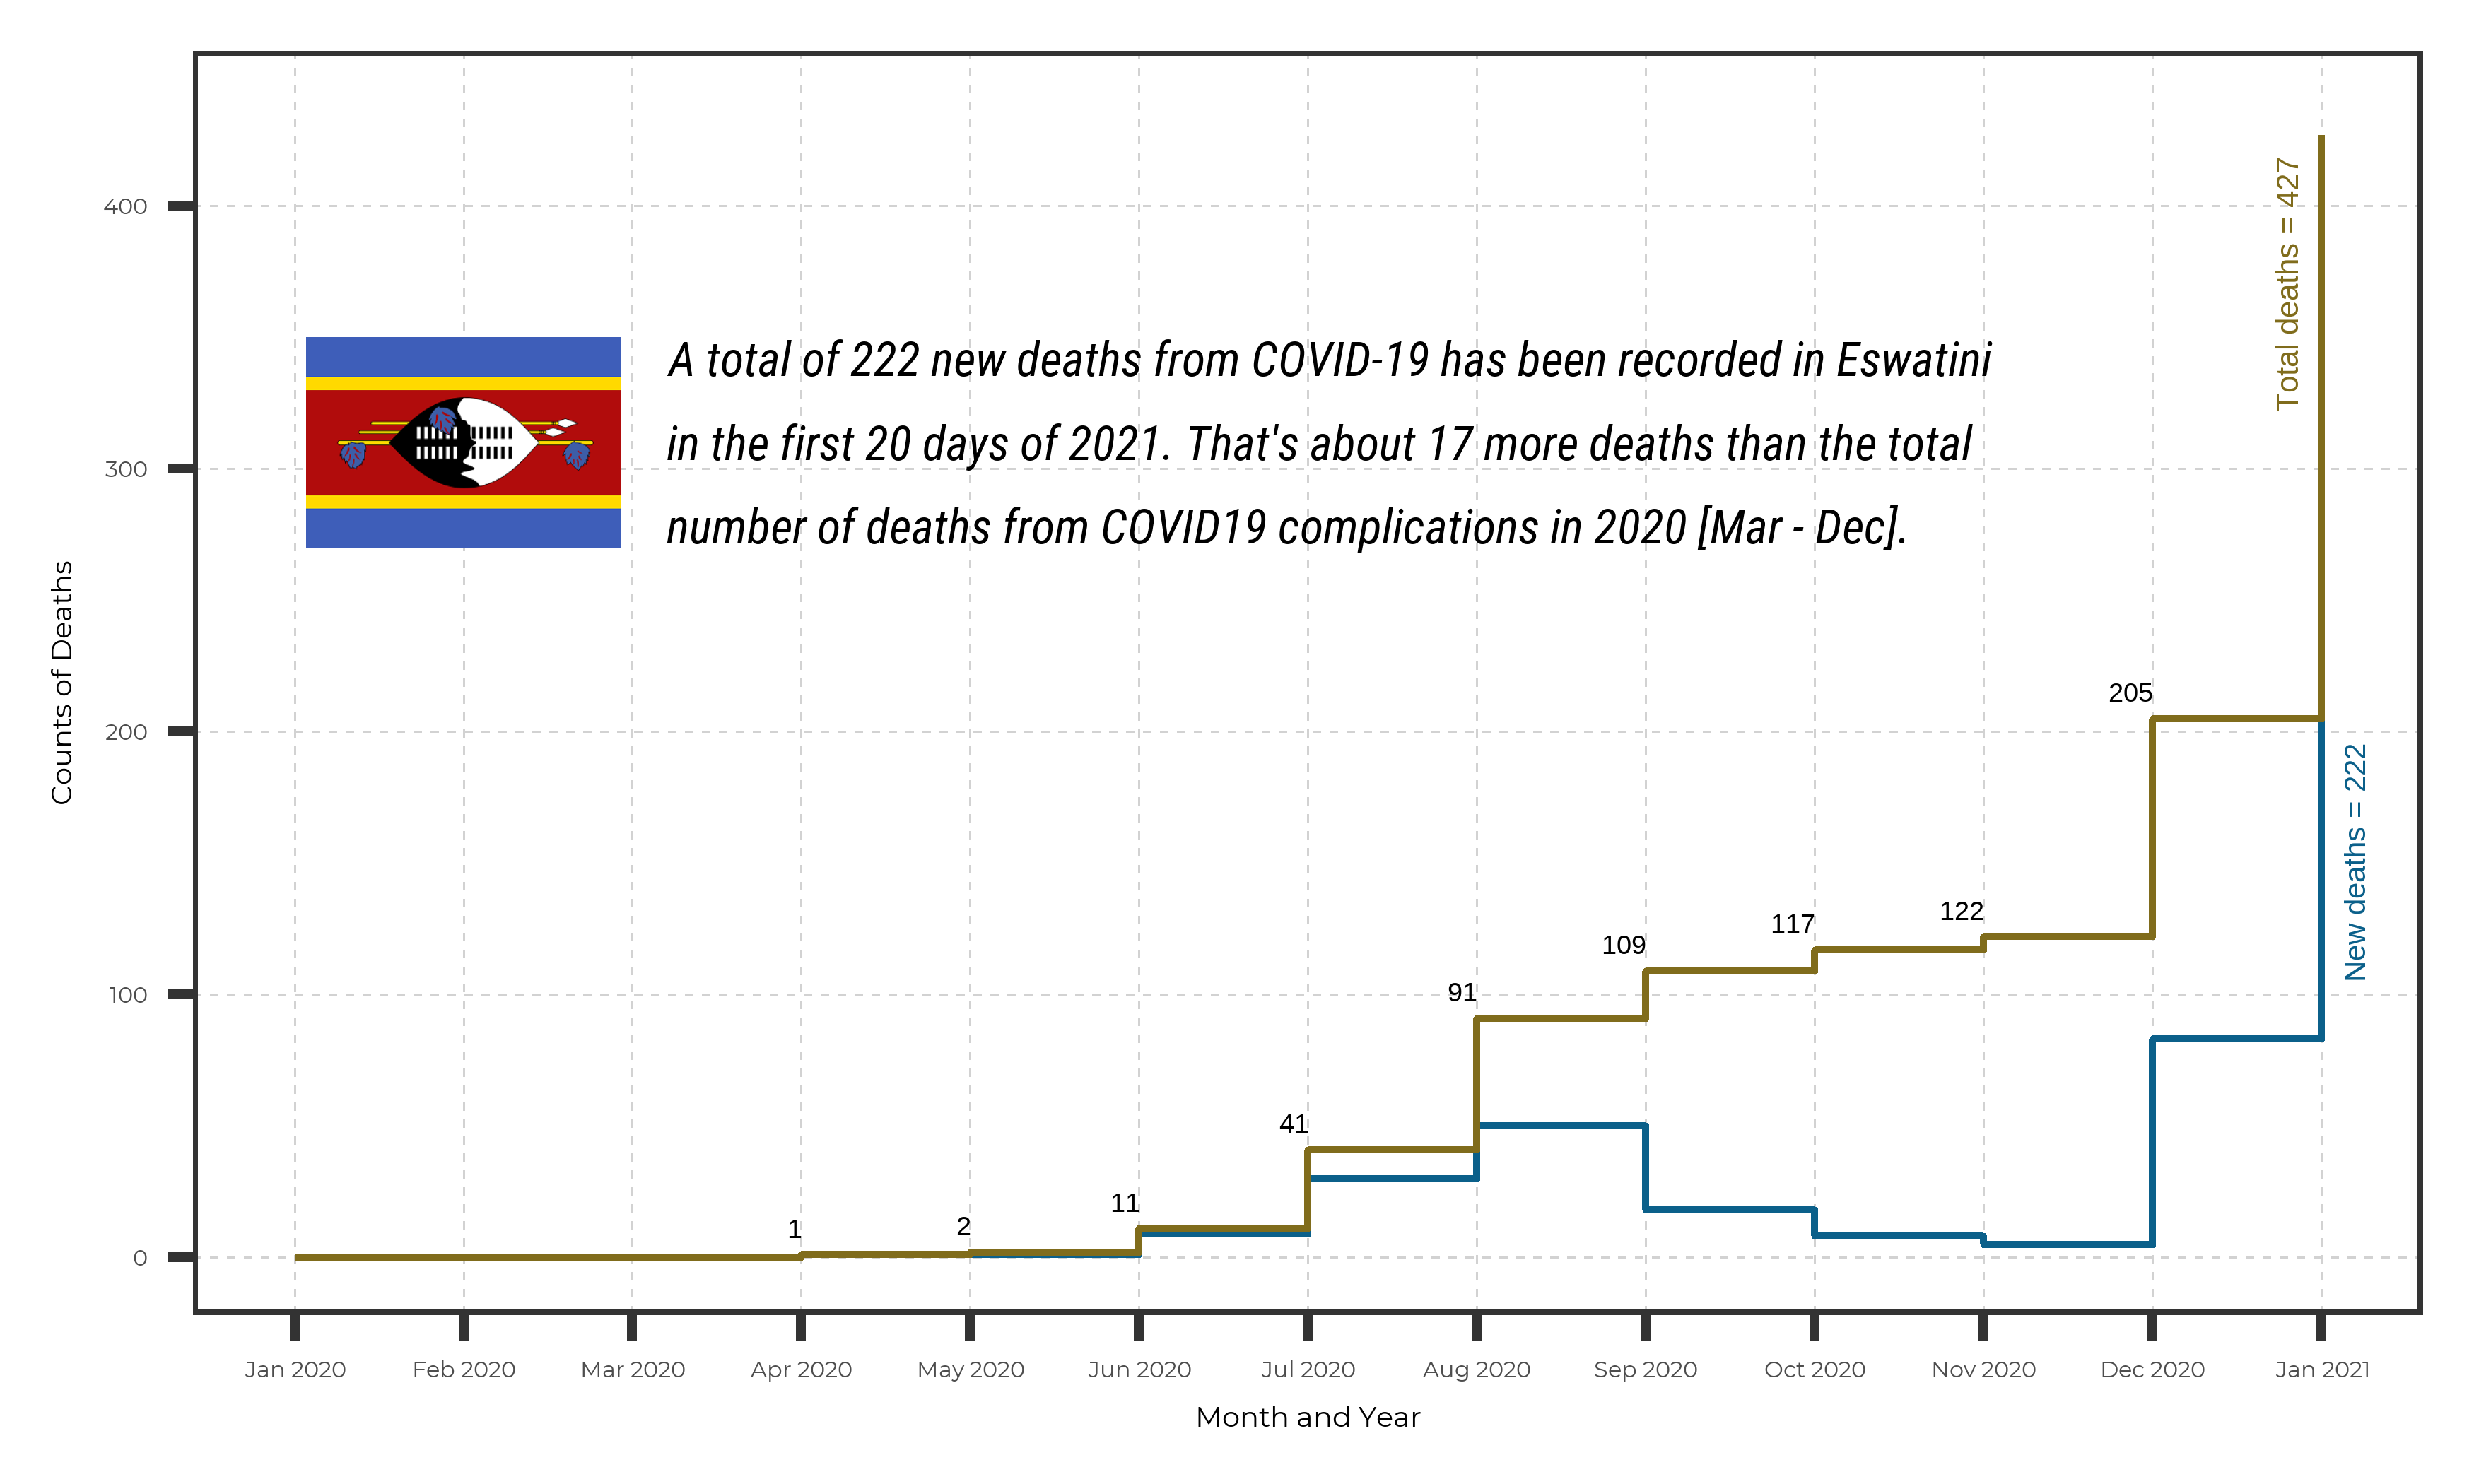 Total deaths = 427
400
A total of 222 new deaths from COVID-19 has been recorded in Eswatini
in the first 20 days of 2021. That's about 17 more deaths than the total
300
number of deaths from COVID19 complications in 2020 [Mar - Dec].
Counts of Deaths
205
200
New deaths = 222
122
117
109
91
100
41
11
2
1
0
Jan 2020 Feb 2020 Mar 2020 Apr 2020 May 2020 Jun 2020 Jul 2020 Aug 2020 Sep 2020 Oct 2020 Nov 2020 Dec 2020 Jan 2021
Month and Year